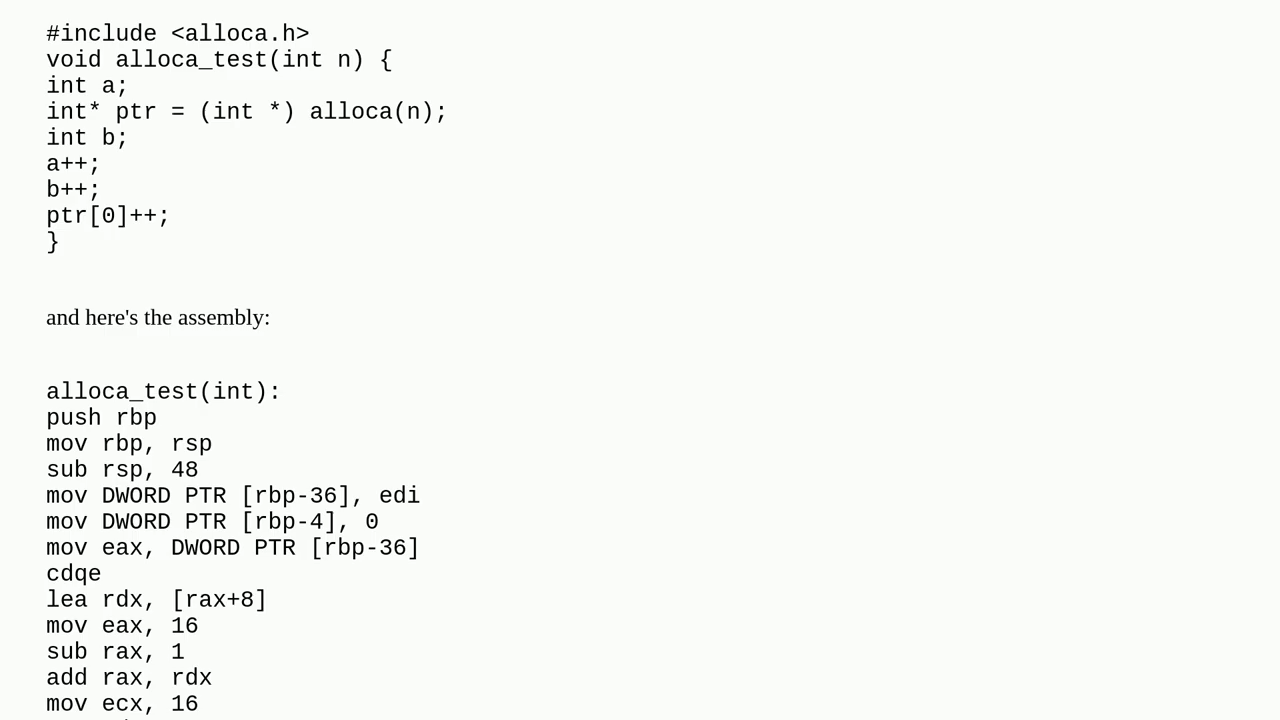 #include <alloca.h>
void alloca_test(int n) {
int a;
int* ptr = (int *) alloca(n);
int b;
a++;
b++;
ptr[0]++;
}
and here's the assembly:
alloca_test(int):
push rbp
mov rbp, rsp
sub rsp, 48
mov DWORD PTR [rbp-36], edi
mov DWORD PTR [rbp-4], 0
mov eax, DWORD PTR [rbp-36]
cdqe
lea rdx, [rax+8]
mov eax, 16
sub rax, 1
add rax, rdx
mov ecx, 16